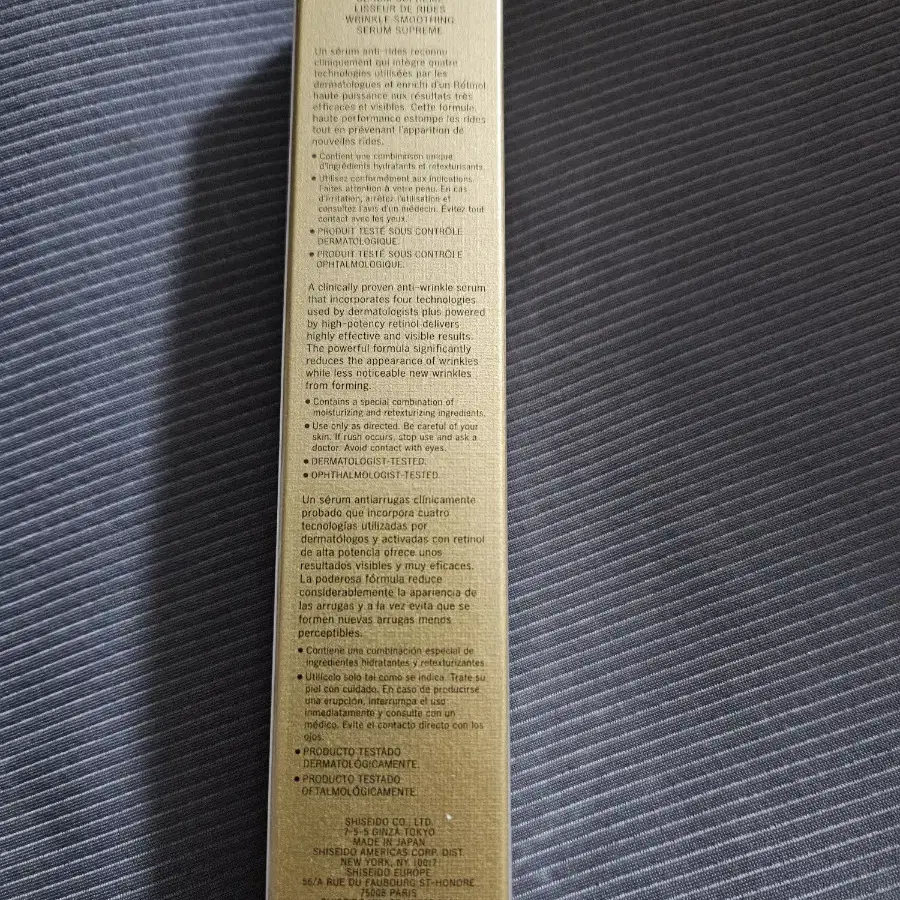 LISSEUR DE RIDES
WRINKLE SMOOTHING
SERUM SUPREME
Un sérum anti-rides reconnu
cliniquement qui intègre quatre
technologies utilisées par les
dermatologues et enrichi d'un Rétinol
haute puissance aux résultats très
efficaces et visibles. Cette formule
haute performance estompe les rides
tout en prévenant l'apparition de
nouvelles rides.
• Contient une combinaison unique
d'ingrédients hydratants et retexturisants.
• Utilisez conformément aux indications.
Faites attention à votre peau. En cas
d'irritation, arrêtez l'utilisation et
consultez l'avis d'un médecin. Évitez tout
contact avec les yeux.
• PRODUIT TESTÉ SOUS CONTRÔLE
DERMATOLOGIQUE.
• PRODUIT TESTÉ SOUS CONTRÔLE
OPHTALMOLOGIQUE.
A clinically proven anti-wrinkle serum
that incorporates four technologies
used by dermatologists plus powered
by high-potency retinol delivers
highly effective and visible results.
The powerful formula significantly
reduces the appearance of wrinkles
while less noticeable new wrinkles
from forming.
• Contains a special combination of
moisturizing and retexturizing ingredients.
• Use only as directed. Be careful of your
skin. If rush occurs, stop use and ask a
doctor. Avoid contact with eyes.
• DERMATOLOGIST-TESTED.
• OPHTHALMOLOGIST-TESTED.
Un sérum antiarrugas clínicamente
probado que incorpora cuatro
tecnologías utilizadas por
dermatólogos y activadas con retinol
de alta potencia ofrece unos
resultados visibles y muy eficaces.
La poderosa fórmula reduce
considerablemente la apariencia de
las arrugas y a la vez evita que se
formen nuevas arrugas menos
perceptibles.
• Contiene una combinación especial de
ingredientes hidratantes y retexturizantes.
• Utilícelo solo tal como se indica. Trate su
piel con cuidado. En caso de producirse
una erupción, interrumpa el uso
inmediatamente y consulte con un
médico. Evite el contacto directo con los
ojos.
• PRODUCTO TESTADO
DERMATOLÓGICAMENTE.
• PRODUCTO TESTADO
OFTALMOLÓGICAMENTE.
SHISEIDO CO., LTD.
7-5-5 GINZA TOKYO
MADE IN JAPAN
SHISEIDO AMERICAS CORP. DIST.
NEW YORK, NY 10017
SHISEIDO EUROPE
56/A RUE DU FAUBOURG ST-HONORE
75008 PARIS